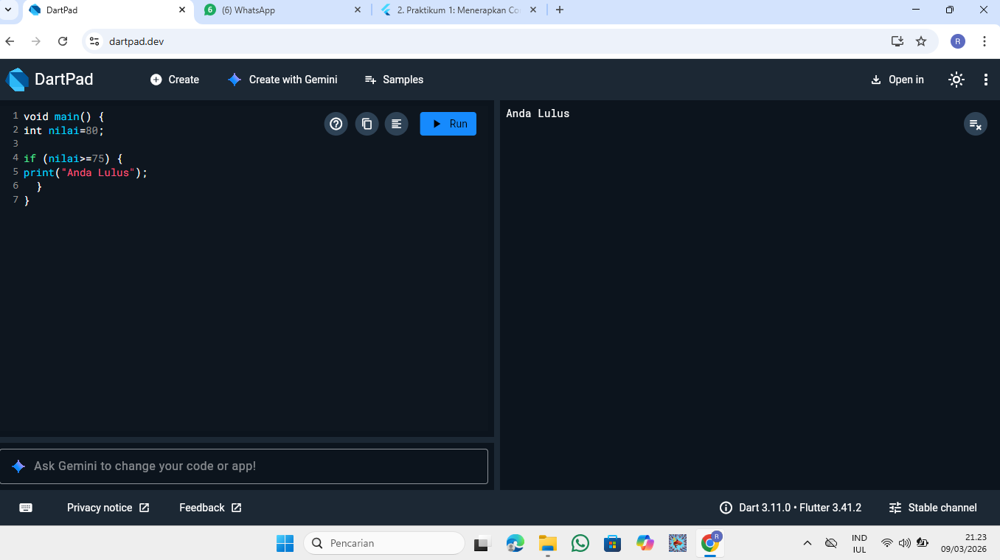 DartPad
6 (6) WhatsApp
2. Praktikum 1: Menerapkan Co
dartpad.dev
R
DartPad
Create
Create with Gemini
Samples
Open in
1 void main() {
2 int nilai=80;
3
4 if (nilai>=75) {
5 print("Anda Lulus");
6 }
7 }
Run
Anda Lulus
Ask Gemini to change your code or app!
Privacy notice
Feedback
Dart 3.11.0 • Flutter 3.41.2
Stable channel
Pencarian
R
IND
IUL
21.23
09/03/2026